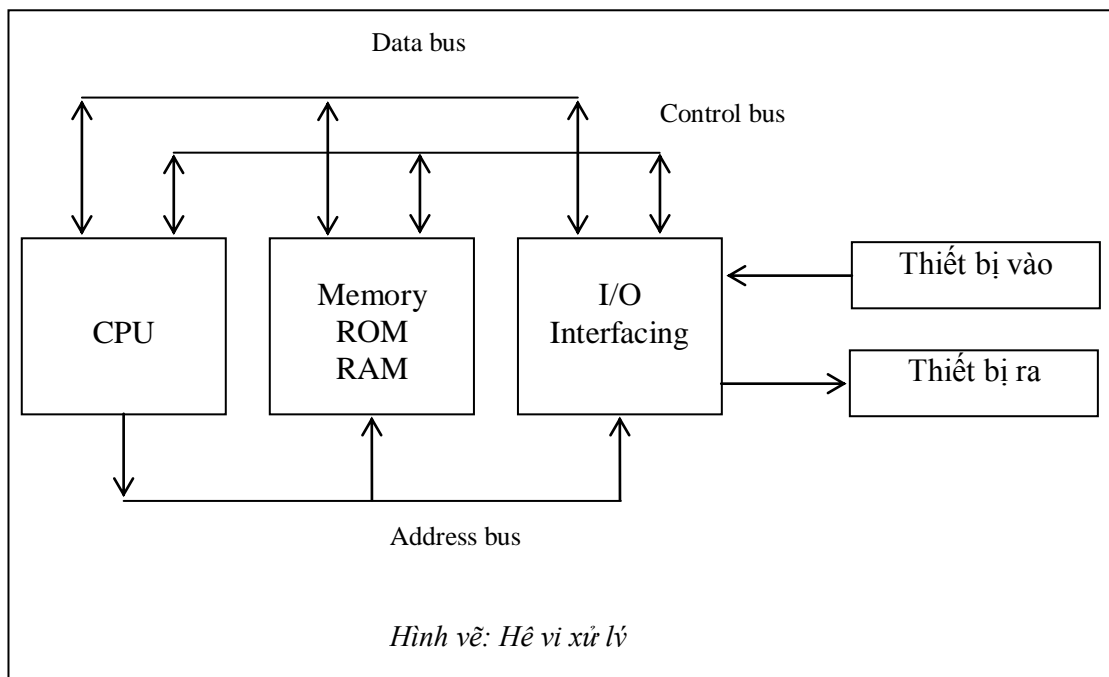 Data bus
Control bus
CPU
Memory
ROM
RAM
I/O
Interfacing
Thiết bị vào
Thiết bị ra
Address bus
Hình vẽ: Hê vi xử lý